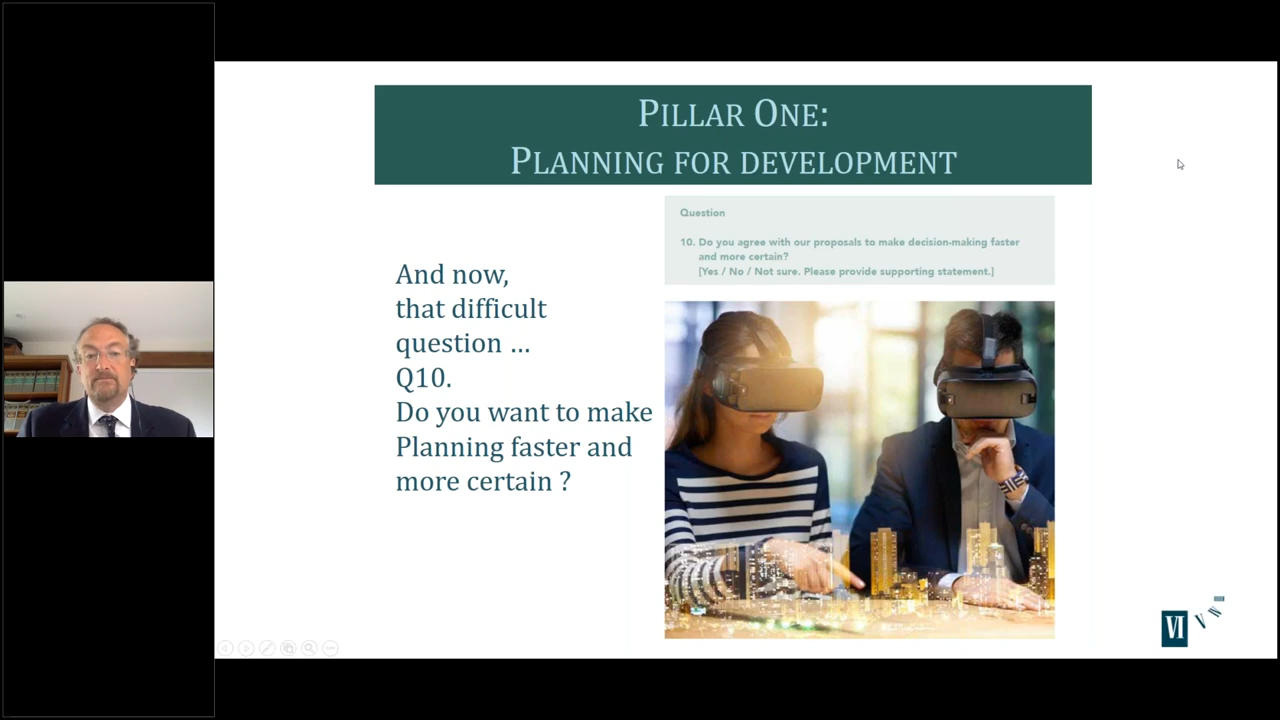 PILLAR ONE:
PLANNING FOR DEVELOPMENT
Question
10. Do you agree with our proposals to make decision-making faster
and more certain?
[Yes / No / Not sure. Please provide supporting statement.]
And now,
that difficult
question ...
Q10.
Do you want to make
Planning faster and
more certain ?
VI
V
W